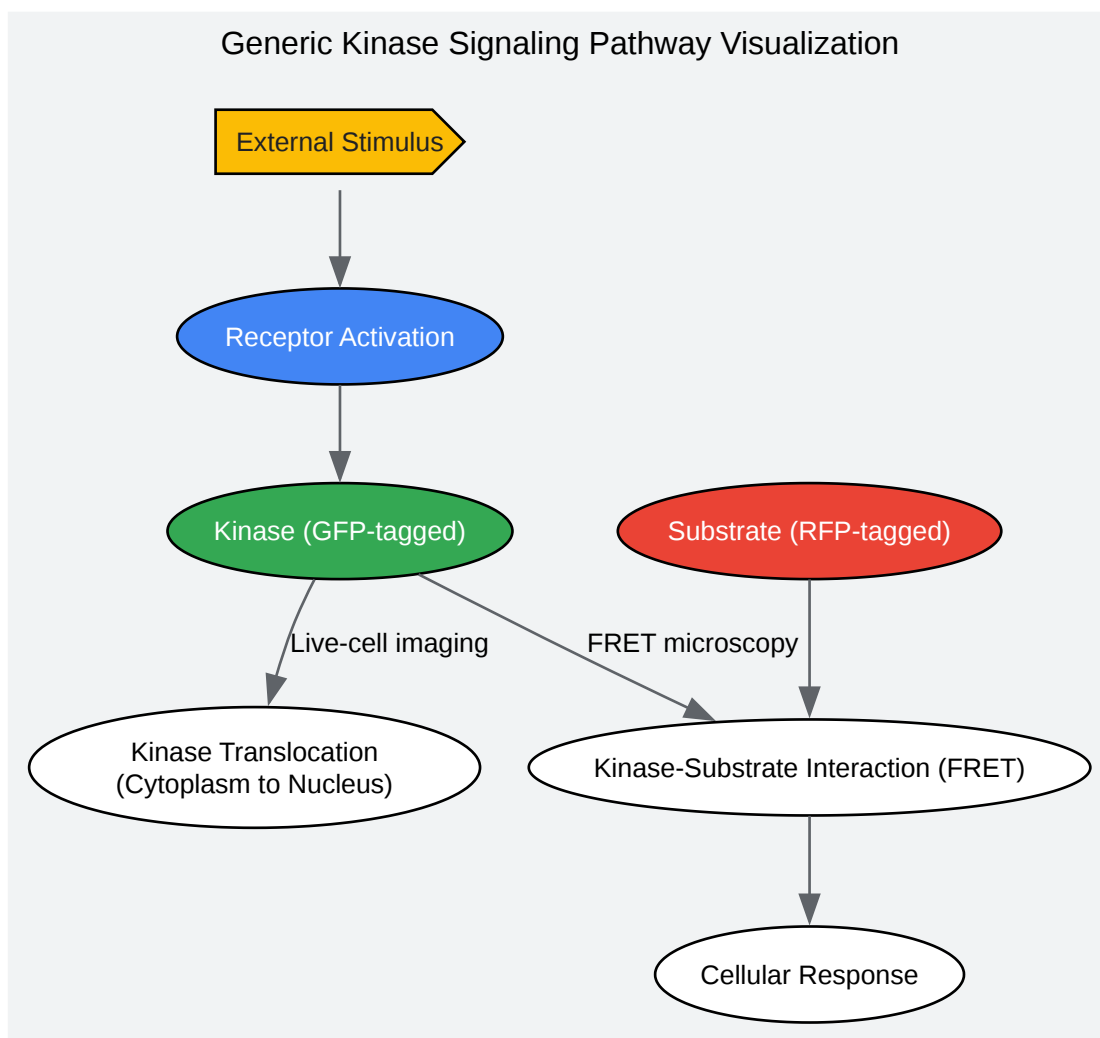 Generic Kinase Signaling Pathway Visualization
External Stimulus
Receptor Activation
Kinase (GFP-tagged)
Substrate (RFP-tagged)
Live-cell imaging
FRET microscopy
Kinase Translocation
(Cytoplasm to Nucleus)
Kinase-Substrate Interaction (FRET)
Cellular Response